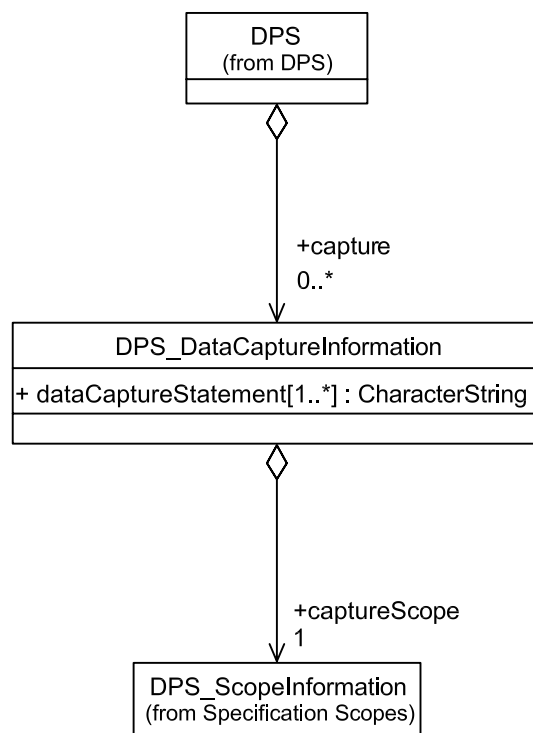 DPS
(from DPS)
+capture
0..*
DPS_DataCaptureInformation
+ dataCaptureStatement[1..*] : CharacterString
+captureScope
1
DPS_ScopeInformation
(from Specification Scopes)